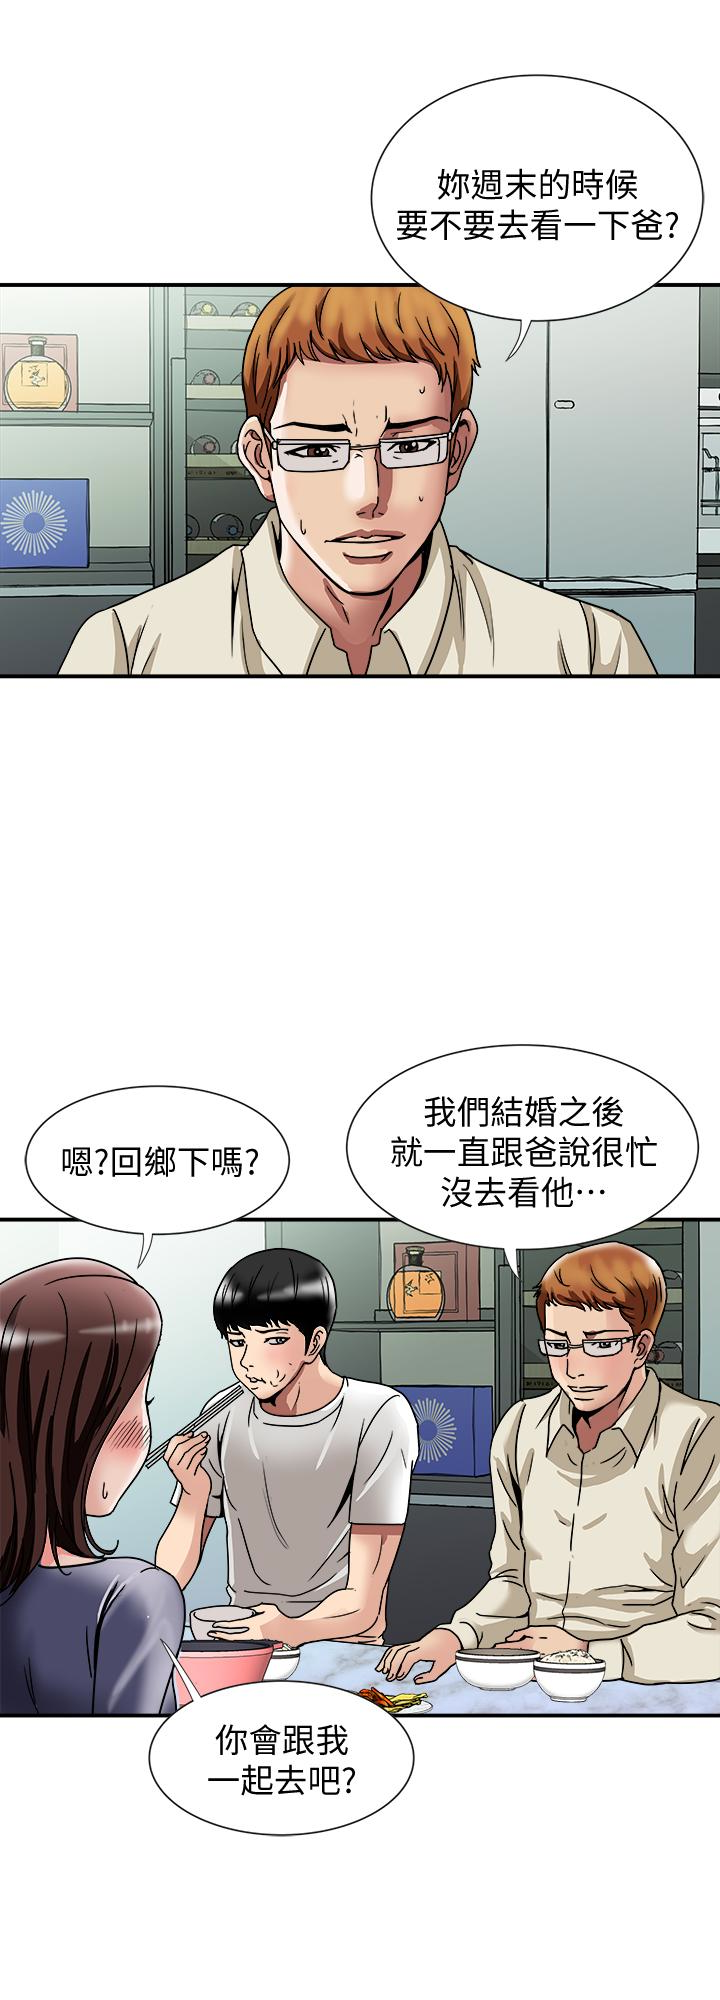 妳週末的時候
要不要去看一下爸?
嗯?回鄉下嗎?
我們結婚之後
就一直跟爸說很忙
沒去看他⋯
你會跟我
一起去吧?